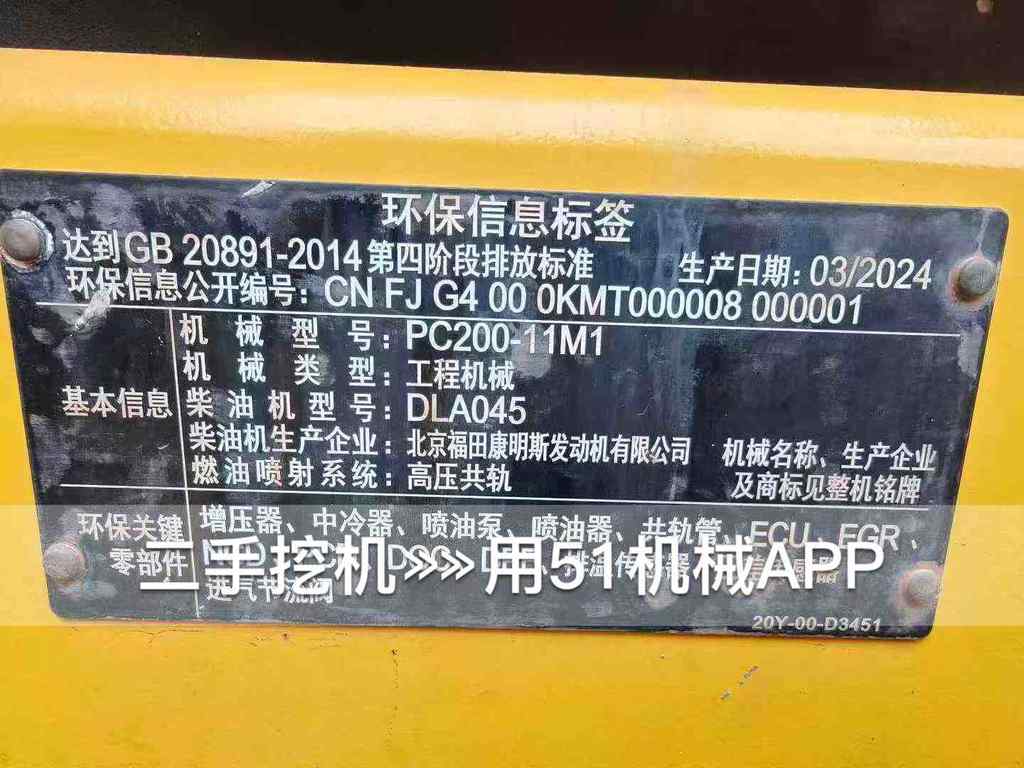 环保信息标签
达到GB 20891-2014第四阶段排放标准 生产日期: 03/2024
环保信息公开编号: CN FJ G4 00 0KMT000008 000001
基本信息
机械型号: PC200-11M1
机械类型: 工程机械
柴油机型号: DLA045
柴油机生产企业: 北京福田康明斯发动机有限公司
燃油喷射系统: 高压共轨
机械名称、生产企业
及商标见整机铭牌
环保关键
零部件
增压器、中冷器、喷油泵、喷油器、共轨管、ECU、EGR、
进气节流阀
二手挖机>>>用51机械APP
20Y-00-D3451